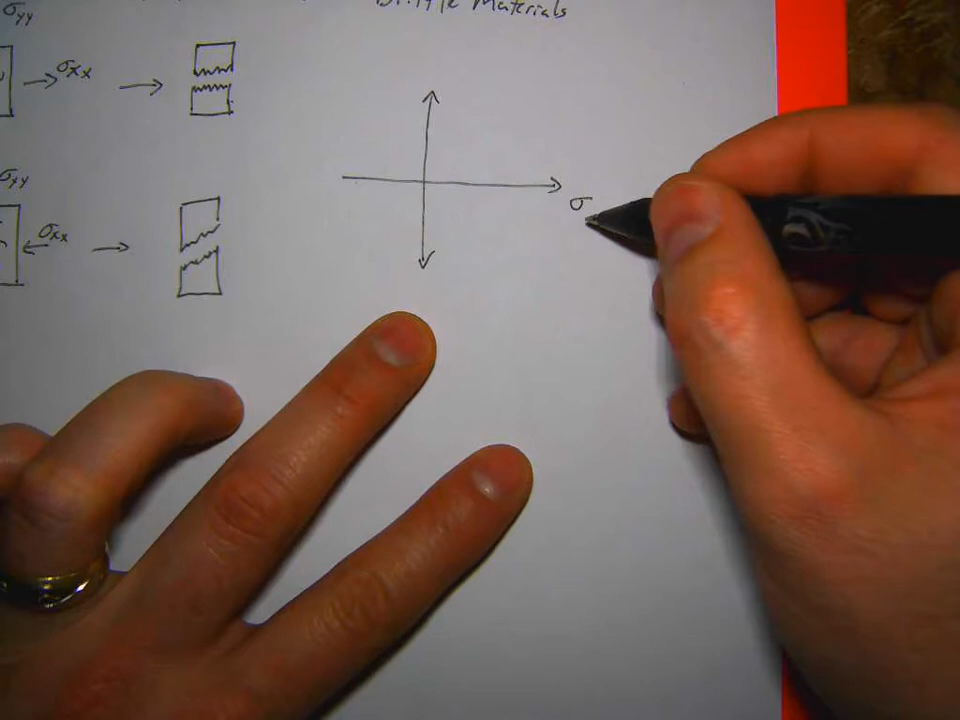 σyy
Brittle Materials
σxx
σyy
σxx
σ